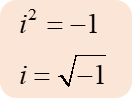 i² = −1
i = √−1